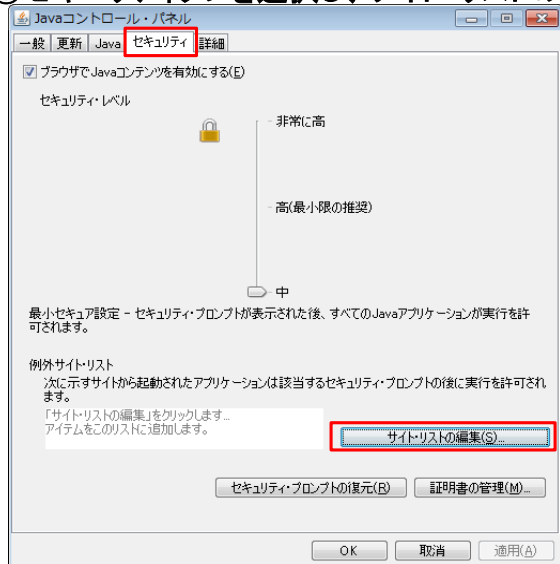 Javaコントロール・パネル
一般 更新 Java セキュリティ 詳細
ブラウザでJavaコンテンツを有効にする(E)
セキュリティ・レベル
非常に高
高(最小限の推奨)
中
最小セキュア設定 - セキュリティ・プロンプトが表示された後、すべてのJavaアプリケーションが実行を許
可されます。
例外サイト・リスト
次に示すサイトから起動されたアプリケーションは該当するセキュリティ・プロンプトの後に実行を許可され
ます。
「サイト・リストの編集」をクリックします...
アイテムをこのリストに追加します。
サイト・リストの編集(S)...
セキュリティ・プロンプトの復元(R) 証明書の管理(M)...
OK 取消 適用(A)